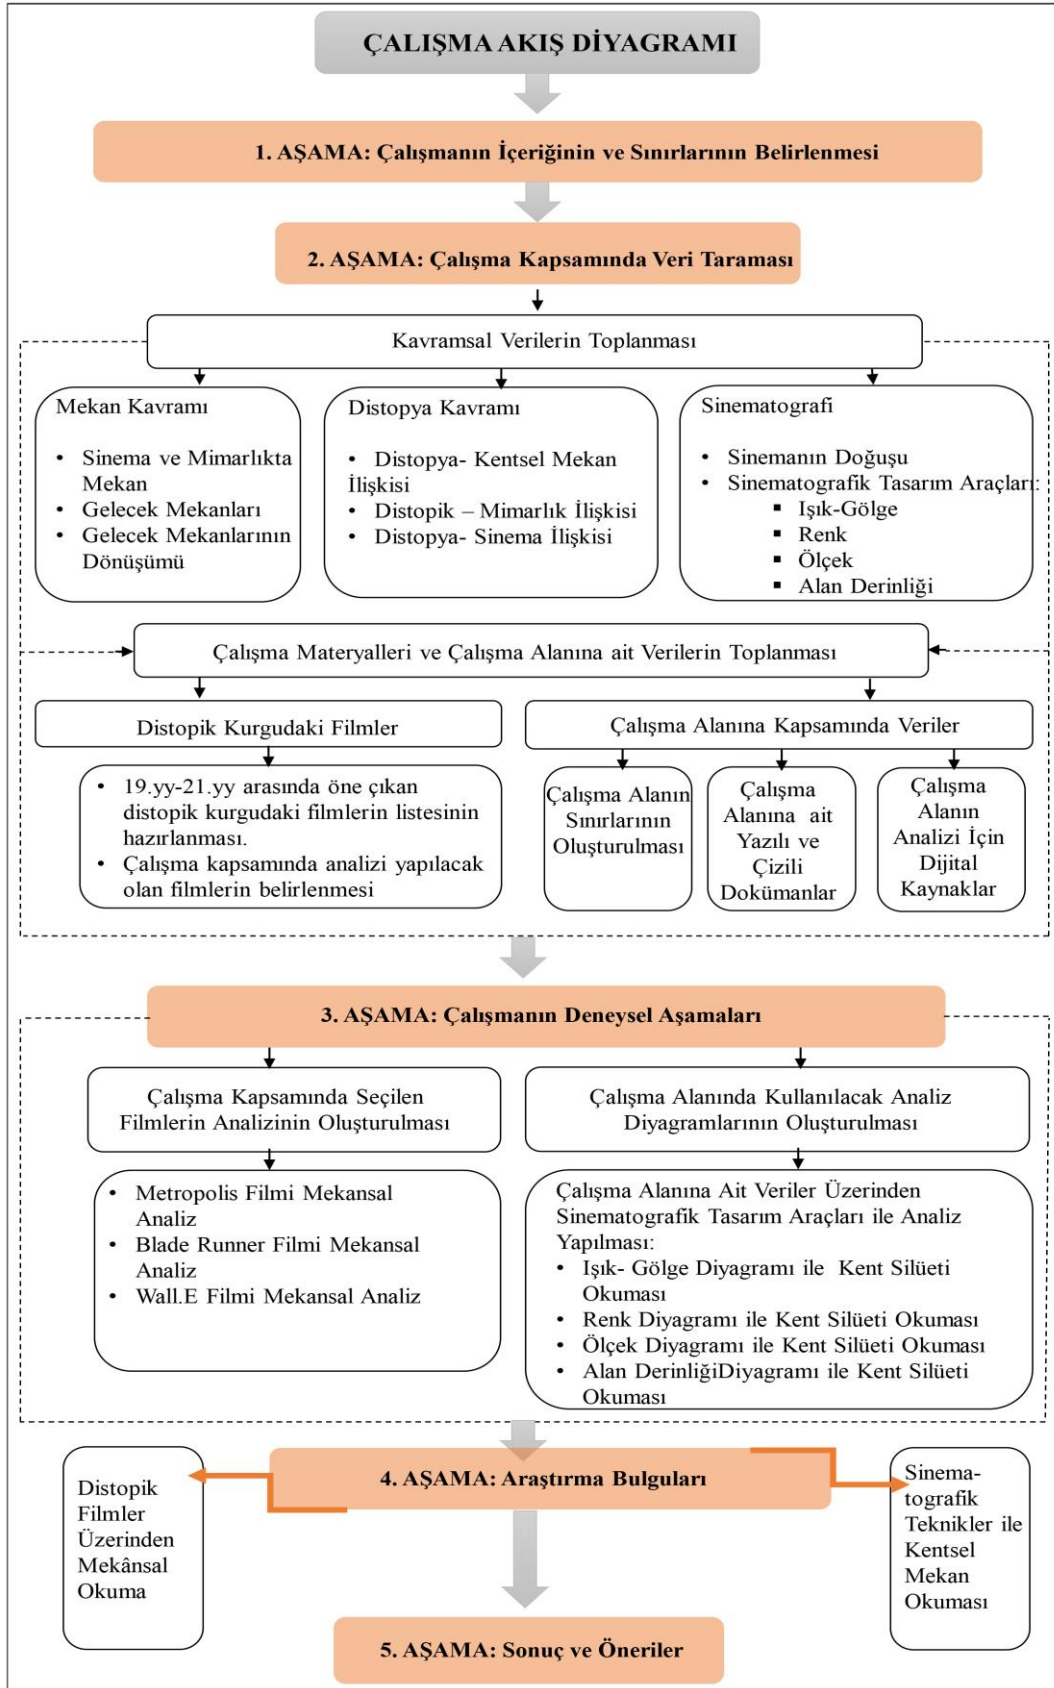 ÇALIŞMA AKIŞ DİYAGRAMI
1. AŞAMA: Çalışmanın İçeriğinin ve Sınırlarının Belirlenmesi
2. AŞAMA: Çalışma Kapsamında Veri Taraması
Kavramsal Verilerin Toplanması
Mekan Kavramı
• Sinema ve Mimarlıkta
Mekan
• Gelecek Mekanları
• Gelecek Mekanlarının
Dönüşümü
Distopya Kavramı
• Distopya- Kentsel Mekan
İlişkisi
• Distopik – Mimarlık İlişkisi
• Distopya- Sinema İlişkisi
Sinematografi
• Sinemanın Doğuşu
• Sinematografik Tasarım Araçları:
▪ Işık-Gölge
▪ Renk
▪ Ölçek
▪ Alan Derinliği
Çalışma Materyalleri ve Çalışma Alanına ait Verilerin Toplanması
Distopik Kurgudaki Filmler
• 19.yy-21.yy arasında öne çıkan
distopik kurgudaki filmlerin listesinin
hazırlanması.
• Çalışma kapsamında analizi yapılacak
olan filmlerin belirlenmesi
Çalışma Alanına Kapsamında Veriler
Çalışma Alanın
Sınırlarının
Oluşturulması
Çalışma
Alanına ait
Yazılı ve
Çizili
Dokümanlar
Çalışma
Alanın
Analizi İçin
Dijital
Kaynaklar
3. AŞAMA: Çalışmanın Deneysel Aşamaları
Çalışma Kapsamında Seçilen
Filmlerin Analizinin Oluşturulması
• Metropolis Filmi Mekansal
Analiz
• Blade Runner Filmi Mekansal
Analiz
• Wall.E Filmi Mekansal Analiz
Çalışma Alanında Kullanılacak Analiz
Diyagramlarının Oluşturulması
Çalışma Alanına Ait Veriler Üzerinden
Sinematografik Tasarım Araçları ile Analiz
Yapılması:
• Işık- Gölge Diyagramı ile Kent Silüeti
Okuması
• Renk Diyagramı ile Kent Silüeti Okuması
• Ölçek Diyagramı ile Kent Silüeti Okuması
• Alan DerinliğiDiyagramı ile Kent Silüeti
Okuması
4. AŞAMA: Araştırma Bulguları
Distopik
Filmler
Üzerinden
Mekânsal
Okuma
Sinema-
tografik
Teknikler ile
Kentsel
Mekan
Okuması
5. AŞAMA: Sonuç ve Öneriler